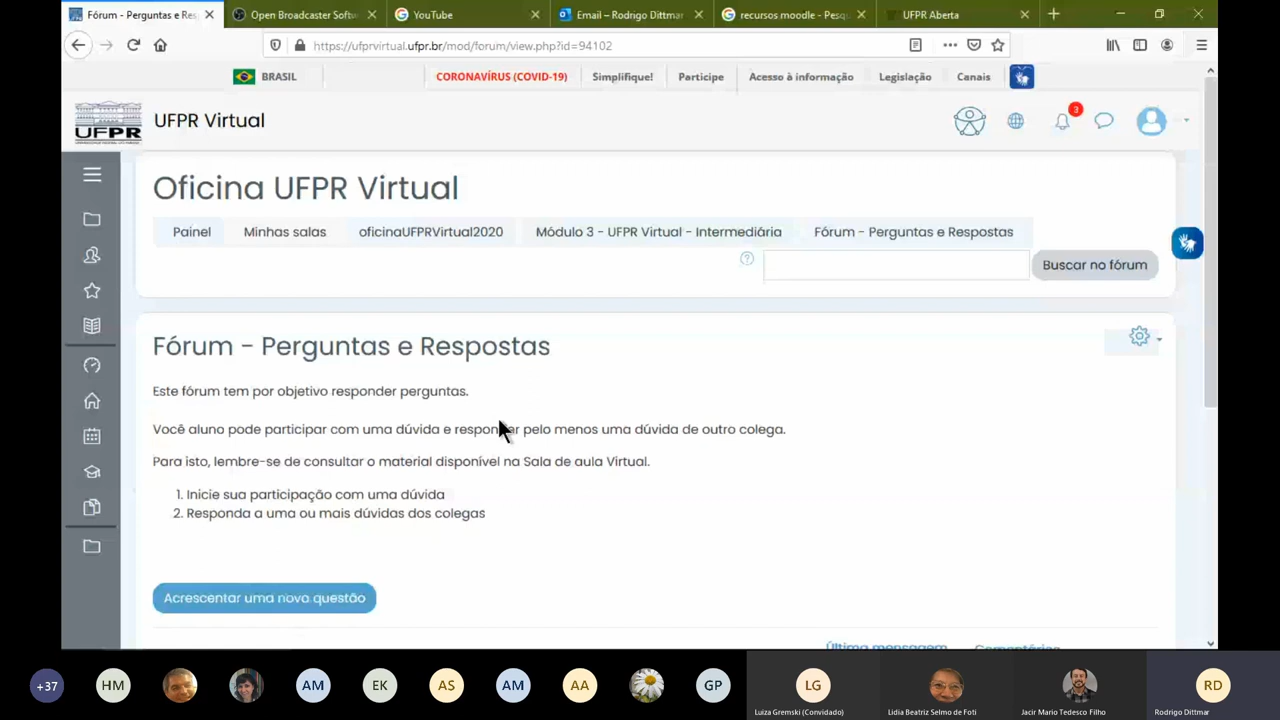 Fórum - Perguntas e Res
Open Broadcaster Softw
YouTube
Email – Rodrigo Dittmar
recursos moodle - Pesqu
UFPR Aberta
https://ufprvirtual.ufpr.br/mod/forum/view.php?id=94102
BRASIL
CORONAVÍRUS (COVID-19)
Simplifique!
Participe
Acesso à informação
Legislação
Canais
UFPR
UFPR Virtual
3
Oficina UFPR Virtual
Painel
Minhas salas
oficinaUFPRVirtual2020
Módulo 3 - UFPR Virtual - Intermediária
Fórum - Perguntas e Respostas
Buscar no fórum
Fórum - Perguntas e Respostas
Este fórum tem por objetivo responder perguntas.
Você aluno pode participar com uma dúvida e responder pelo menos uma dúvida de outro colega.
Para isto, lembre-se de consultar o material disponível na Sala de aula Virtual.
1. Inicie sua participação com uma dúvida
2. Responda a uma ou mais dúvidas dos colegas
Acrescentar uma nova questão
Última mensagem
Comentários
+37
HM
AM
EK
AS
AM
AA
GP
LG
RD
Luiza Gremski (Convidado)
Lidia Beatriz Selmo de Foti
Jacir Mario Tedesco Filho
Rodrigo Dittmar